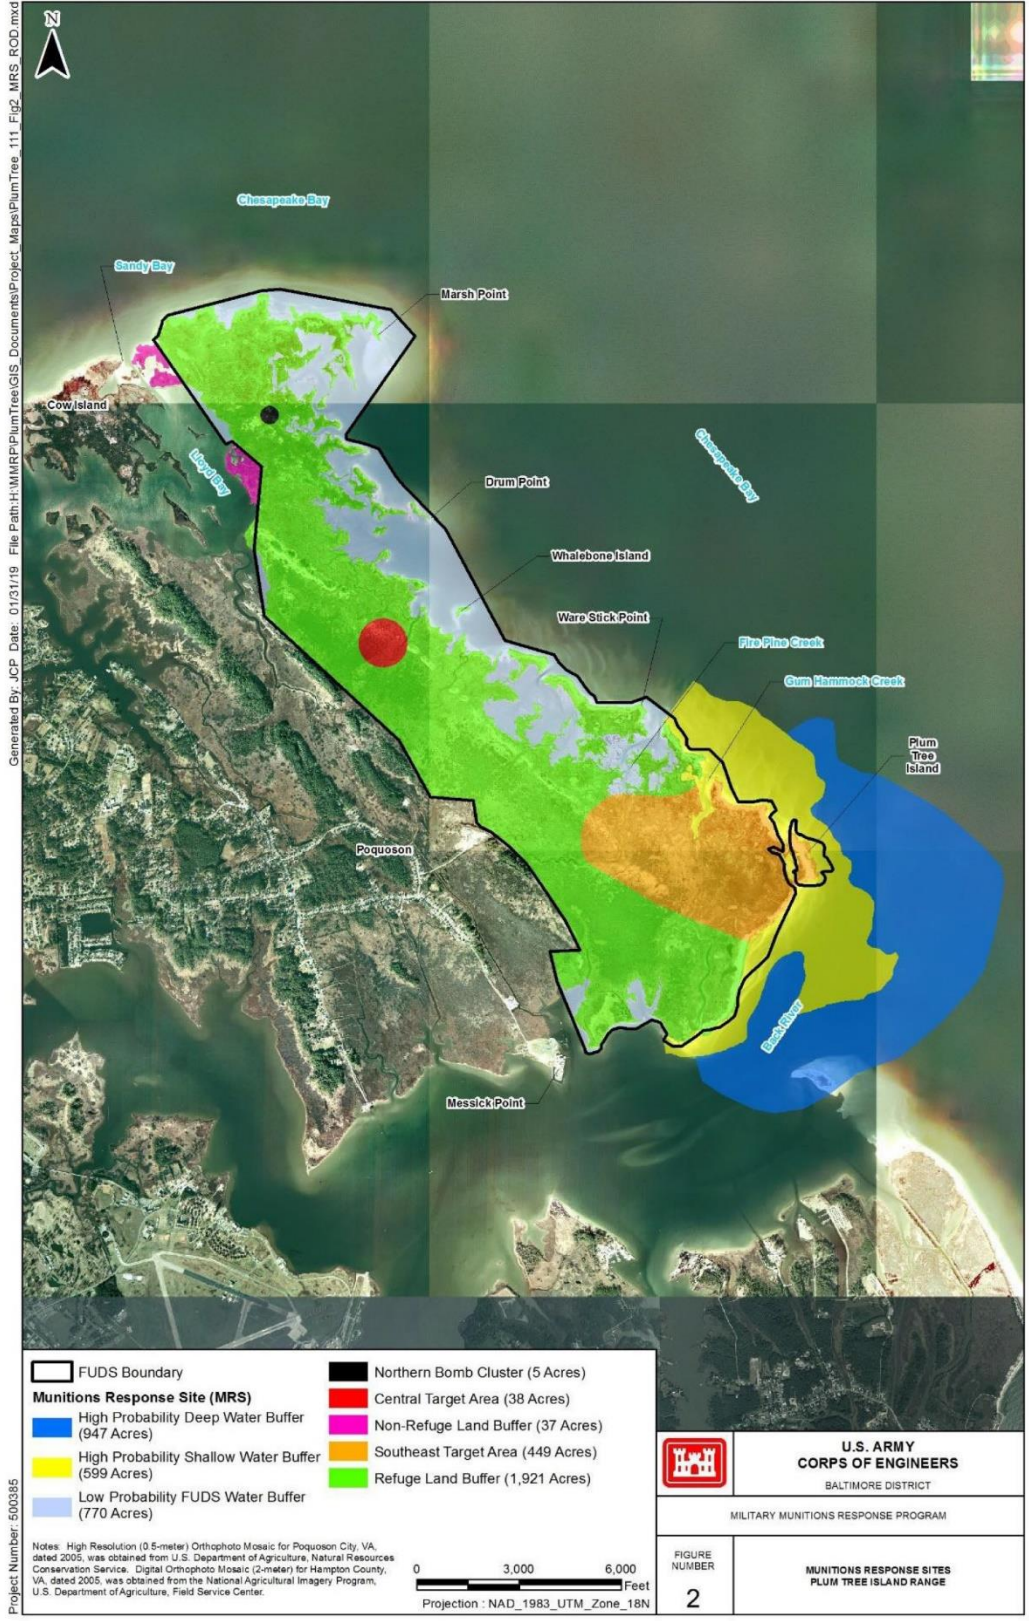 N
Chesapeake Bay
Sandy Bay
Marsh Point
Cow Island
Lloyd Bay
Chesapeake Bay
Drum Point
Whalebone Island
Ware Stick Point
Fire Pine Creek
Gum Hammock Creek
Plum
Tree
Island
Poquoson
Back River
Messick Point
Generated By: JCP Date: 01/31/19 File Path:H:\MMRP\PlumTree\GIS_Documents\Project_Maps\PlumTree_111_Fig2_MRS_ROD.mxd
Project Number: 500385
FUDS Boundary
Munitions Response Site (MRS)
High Probability Deep Water Buffer
(947 Acres)
High Probability Shallow Water Buffer
(599 Acres)
Low Probability FUDS Water Buffer
(770 Acres)
Northern Bomb Cluster (5 Acres)
Central Target Area (38 Acres)
Non-Refuge Land Buffer (37 Acres)
Southeast Target Area (449 Acres)
Refuge Land Buffer (1,921 Acres)
Notes: High Resolution (0.5-meter) Orthophoto Mosaic for Poquoson City, VA,
dated 2005, was obtained from U.S. Department of Agriculture, Natural Resources
Conservation Service. Digital Orthophoto Mosaic (2-meter) for Hampton County,
VA, dated 2005, was obtained from the National Agricultural Imagery Program,
U.S. Department of Agriculture, Field Service Center.
0 3,000 6,000
Feet
Projection : NAD_1983_UTM_Zone_18N
U.S. ARMY
CORPS OF ENGINEERS
BALTIMORE DISTRICT
MILITARY MUNITIONS RESPONSE PROGRAM
FIGURE
NUMBER
2
MUNITIONS RESPONSE SITES
PLUM TREE ISLAND RANGE